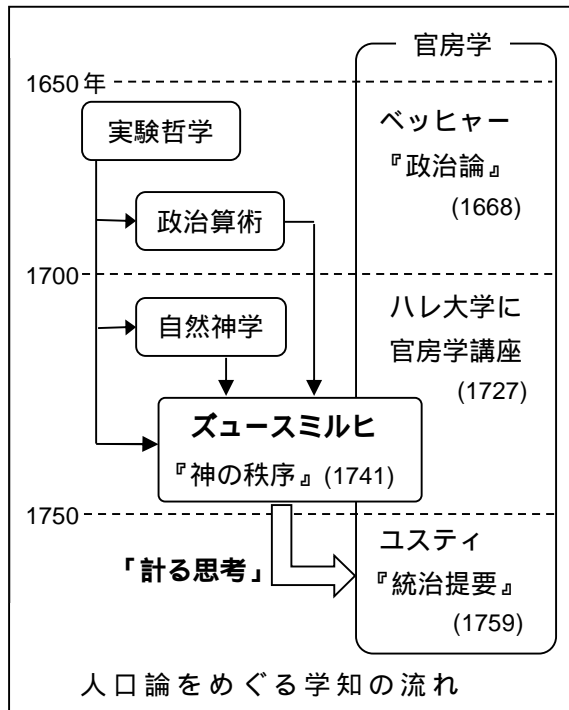 官房学
1650年
実験哲学
ベッヒャー
『政治論』
(1668)
政治算術
1700
自然神学
ハレ大学に
官房学講座
(1727)
ズュースミルヒ
『神の秩序』(1741)
1750
「計る思考」
ユスティ
『統治提要』
(1759)
人口論をめぐる学知の流れ